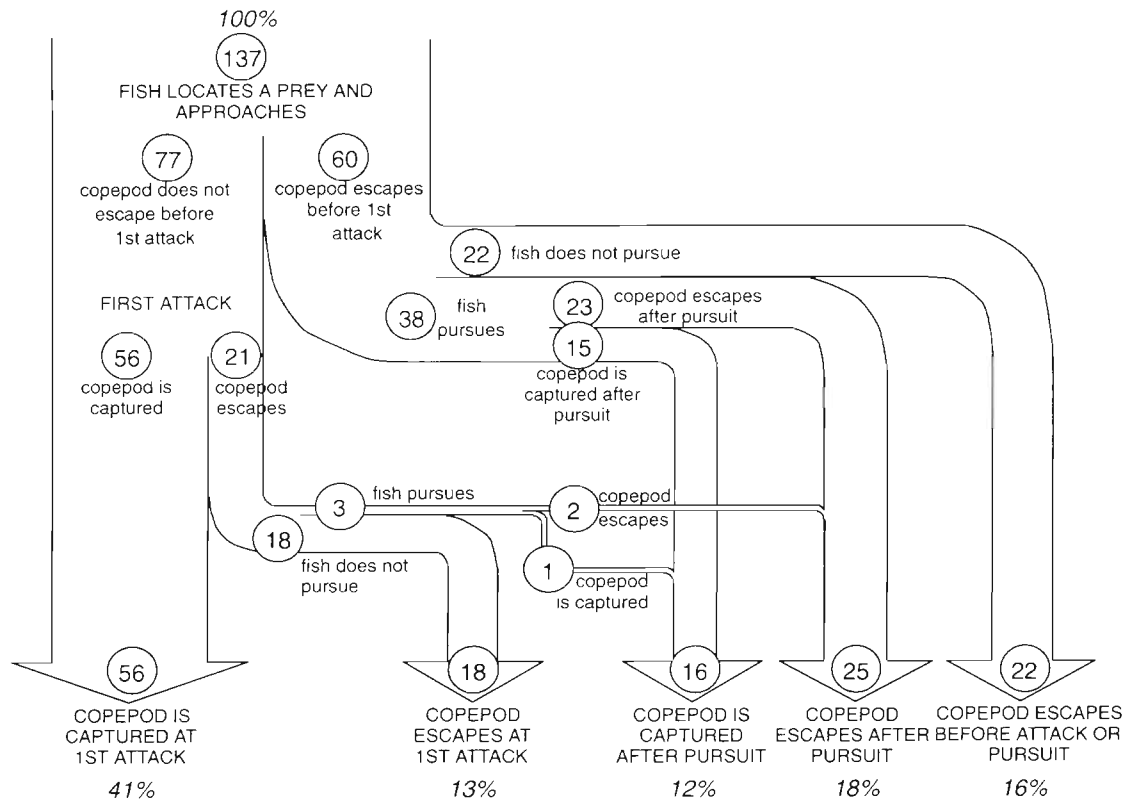 100%
137
FISH LOCATES A PREY AND
APPROACHES
77
copepod does not
escape before
1st attack
60
copepod escapes
before 1st
attack
22
fish does not pursue
38
fish
pursues
23
copepod escapes
after pursuit
15
copepod is
captured after
pursuit
FIRST ATTACK
56
copepod is
captured
21
copepod
escapes
3
fish pursues
2
copepod
escapes
18
fish does not
pursue
1
copepod
is captured
56
COPEPOD IS
CAPTURED AT
1ST ATTACK
41%
18
COPEPOD
ESCAPES AT
1ST ATTACK
13%
16
COPEPOD IS
CAPTURED
AFTER PURSUIT
12%
25
COPEPOD
ESCAPES AFTER
PURSUIT
18%
22
COPEPOD ESCAPES
BEFORE ATTACK OR
PURSUIT
16%